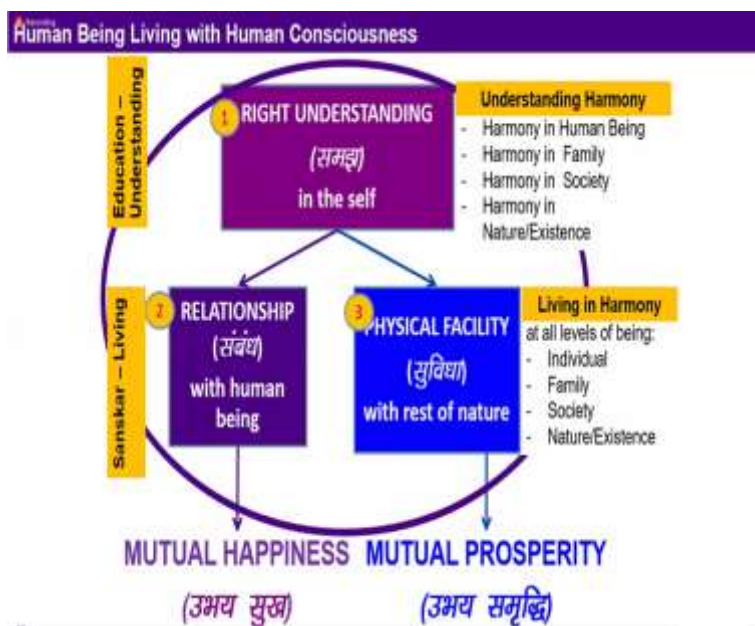 Human Being Living with Human Consciousness
Education –
Understanding
1
RIGHT UNDERSTANDING
(समझ)
in the self
Understanding Harmony
- Harmony in Human Being
- Harmony in Family
- Harmony in Society
- Harmony in
Nature/Existence
Sanskar – Living
2
RELATIONSHIP
(संबंध)
with human
being
3
PHYSICAL FACILITY
(सुविधा)
with rest of nature
Living in Harmony
at all levels of being:
- Individual
- Family
- Society
- Nature/Existence
MUTUAL HAPPINESS
(उभय सुख)
MUTUAL PROSPERITY
(उभय समृद्धि)